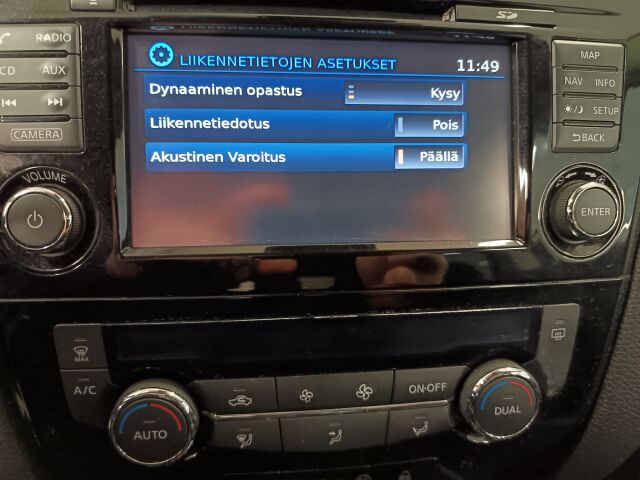 SD
RADIO
CD AUX
CAMERA
VOLUME
LIIKENNETIETOJEN ASETUKSET 11:49
Dynaaminen opastus Kysy
Liikennetiedotus Pois
Akustinen Varoitus Päällä
MAP
NAV INFO
SETUP
BACK
ENTER
MAX
A/C
AUTO
ON·OFF
DUAL